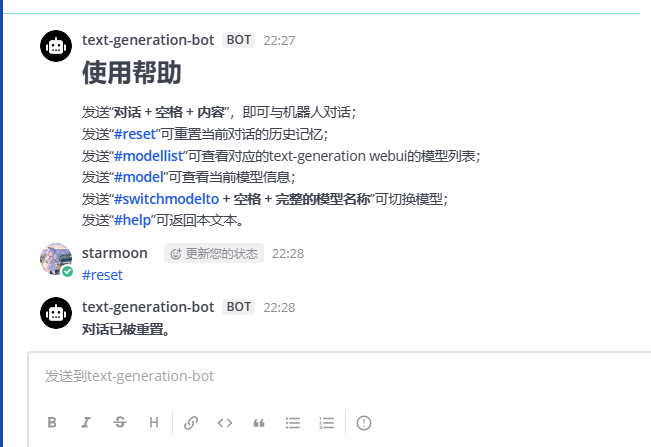 text-generation-bot BOT 22:27
使用帮助
发送“对话 + 空格 + 内容”，即可与机器人对话；
发送“#reset”可重置当前对话的历史记忆；
发送“#modellist”可查看对应的text-generation webui的模型列表；
发送“#model”可查看当前模型信息；
发送“#switchmodelto + 空格 + 完整的模型名称”可切换模型；
发送“#help”可返回本文本。
starmoon 更新您的状态 22:28
#reset
text-generation-bot BOT 22:28
对话已被重置。
发送到text-generation-bot
B I S H